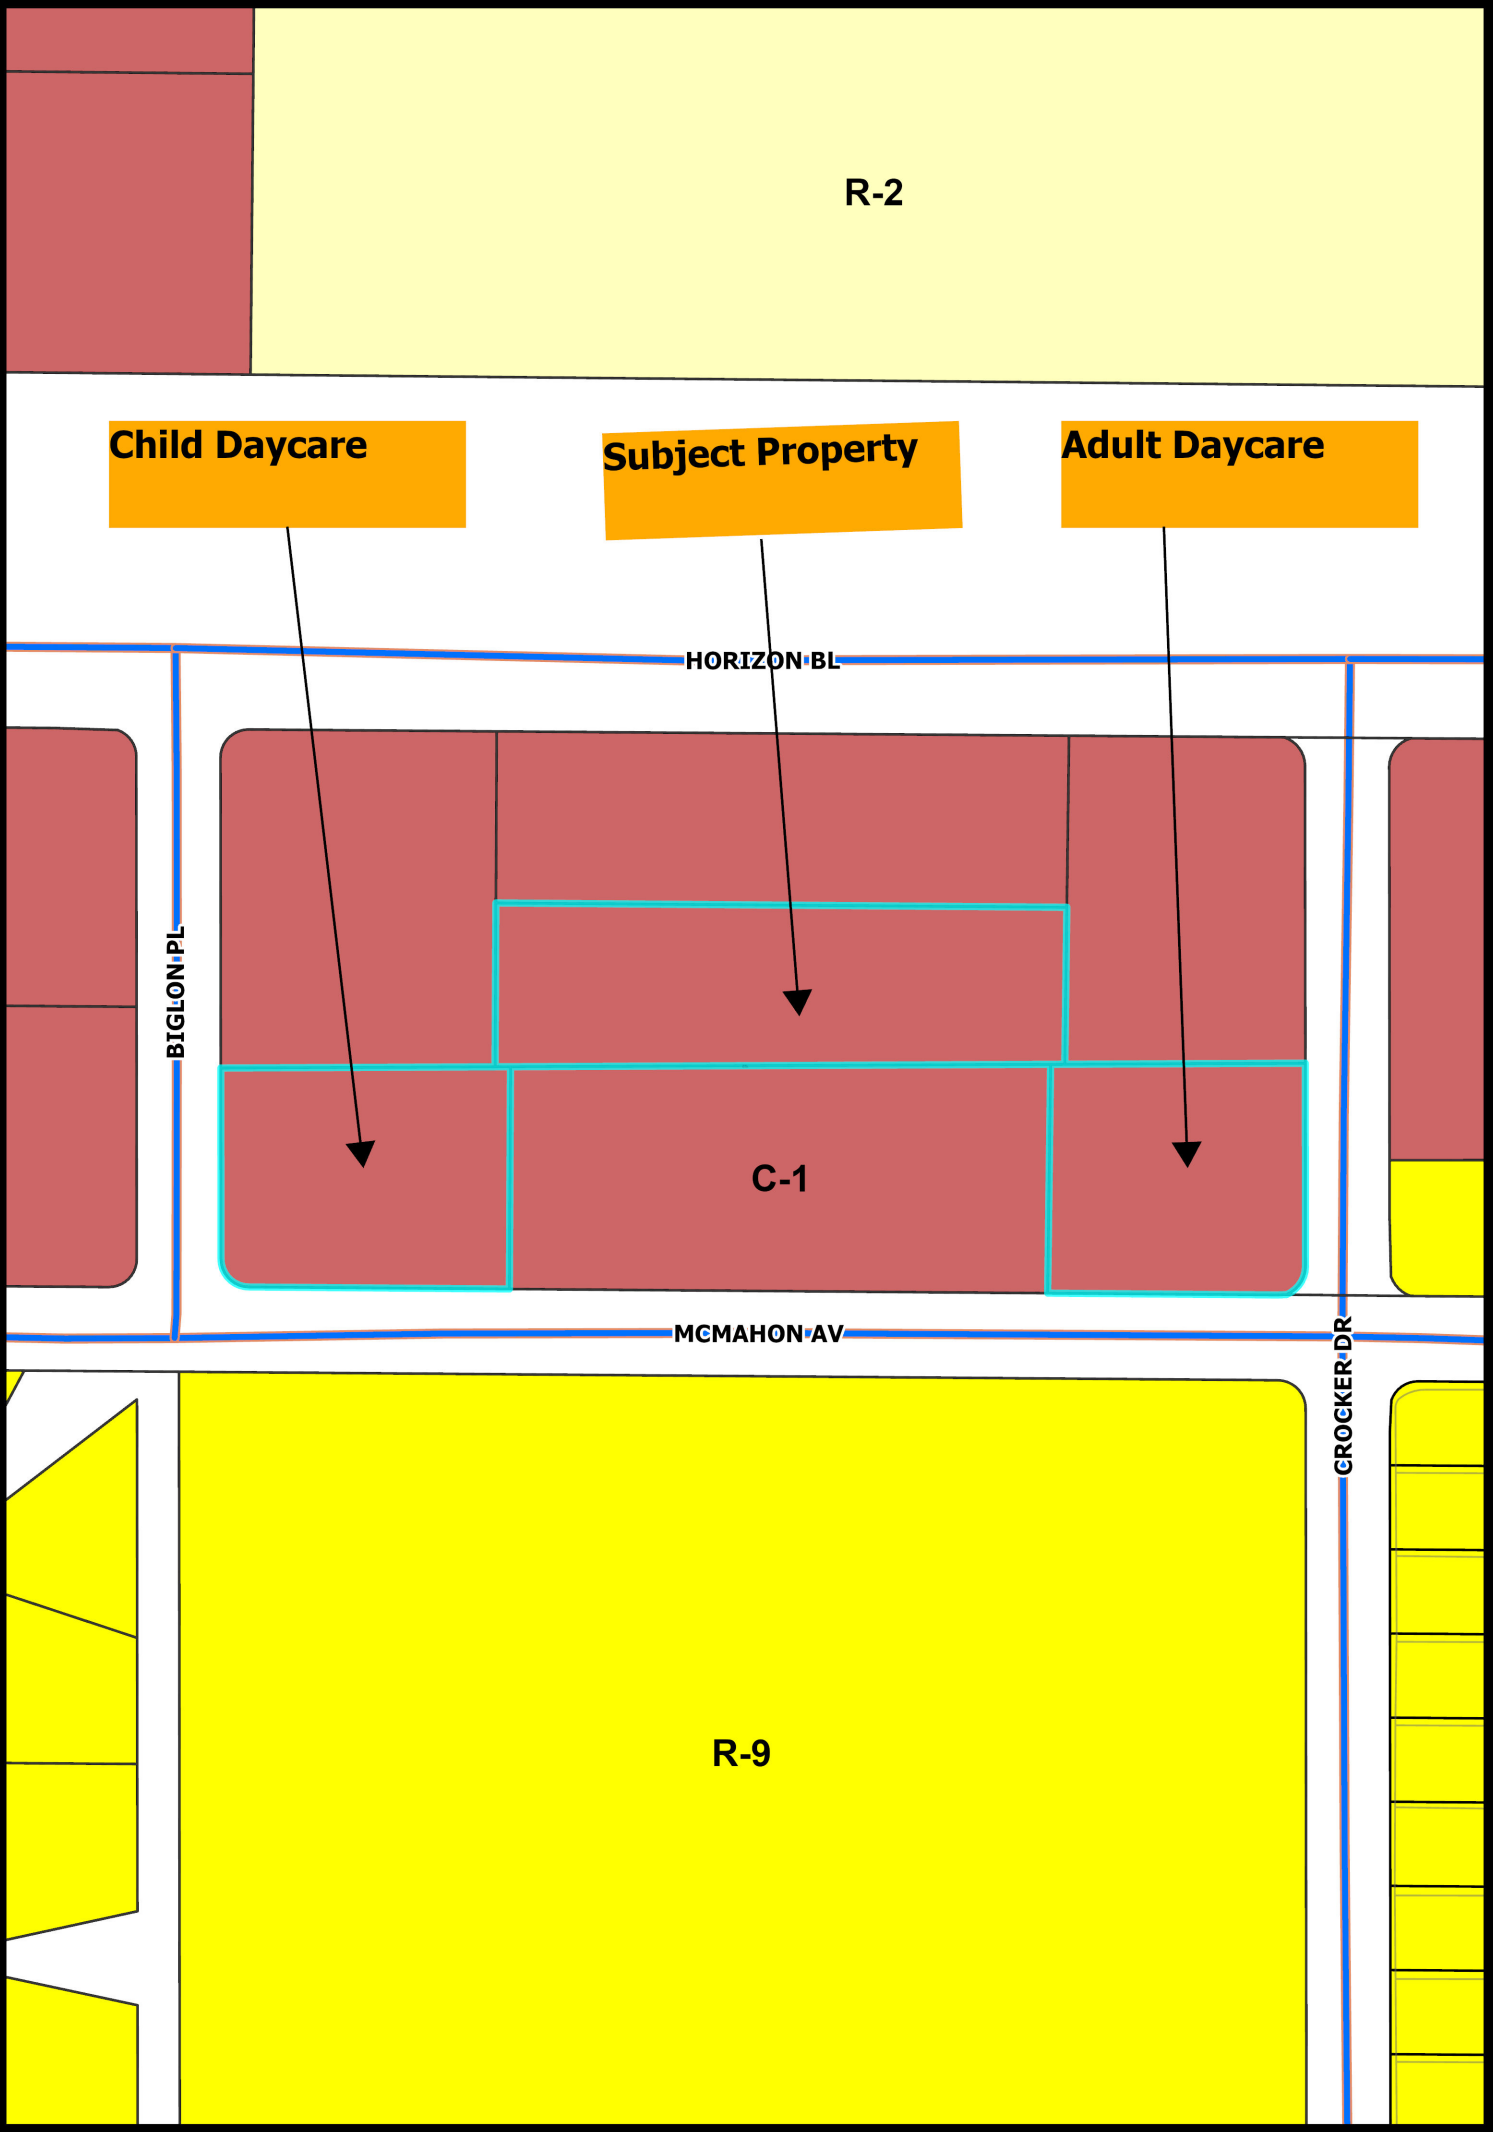 R-2
Child Daycare
Subject Property
Adult Daycare
HORIZON BL
BIGLON PL
C-1
MCMAHON AV
CROCKER DR
R-9